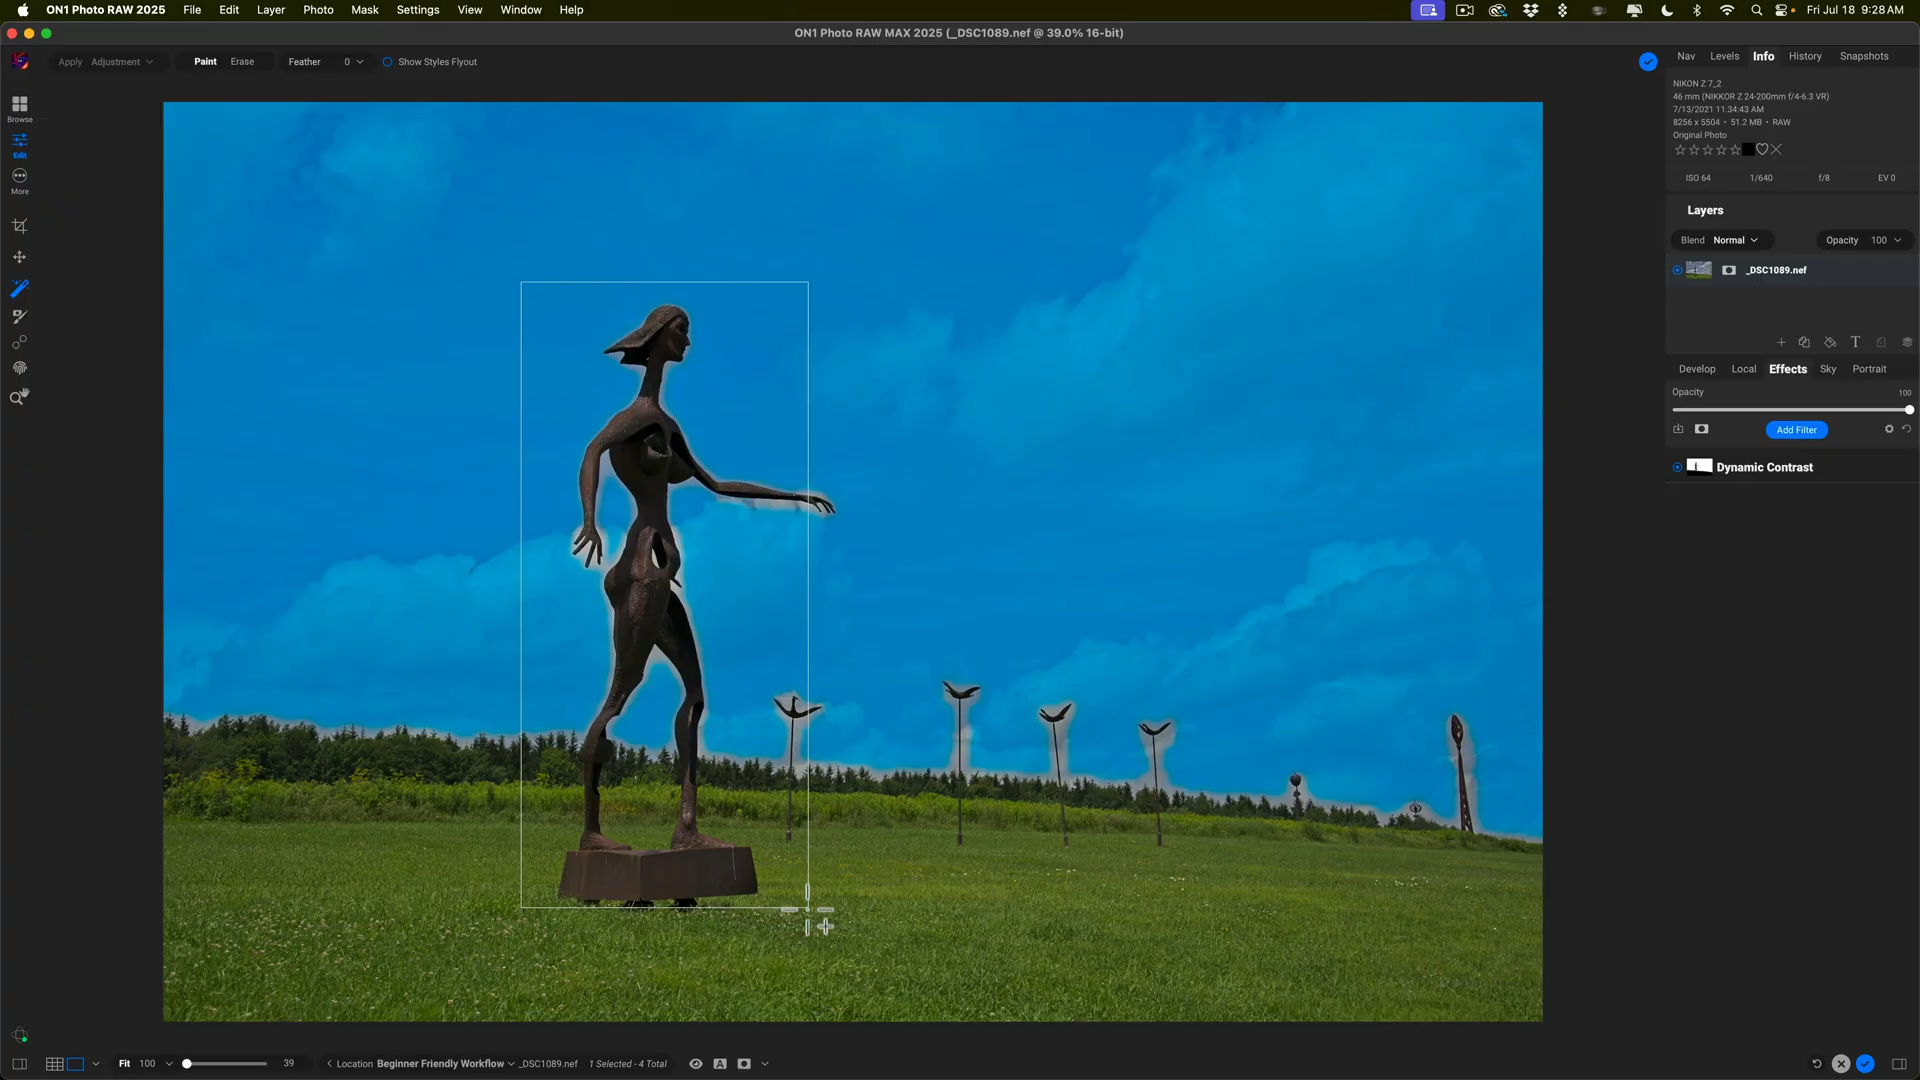 ON1 Photo RAW 2025 File Edit Layer Photo Mask Settings View Window Help Fri Jul 18 9:28 AM
ON1 Photo RAW MAX 2025 (_DSC1089.nef @ 39.0% 16-bit)
Apply Adjustment Paint Erase Feather 0 Show Styles Flyout
Nav Levels Info History Snapshots
NIKON Z 7_2
46 mm (NIKKOR Z 24-200mm f/4-6.3 VR)
7/13/2021 11:34:43 AM
8256 x 5504 • 51.2 MB • RAW
Original Photo
ISO 64 1/640 f/8 EV 0
Browse
Edit
More
Layers
Blend Normal Opacity 100
_DSC1089.nef
T
Develop Local Effects Sky Portrait
Opacity 100
Add Filter
Dynamic Contrast
Fit 100 39 Location Beginner Friendly Workflow _DSC1089.nef 1 Selected - 4 Total A